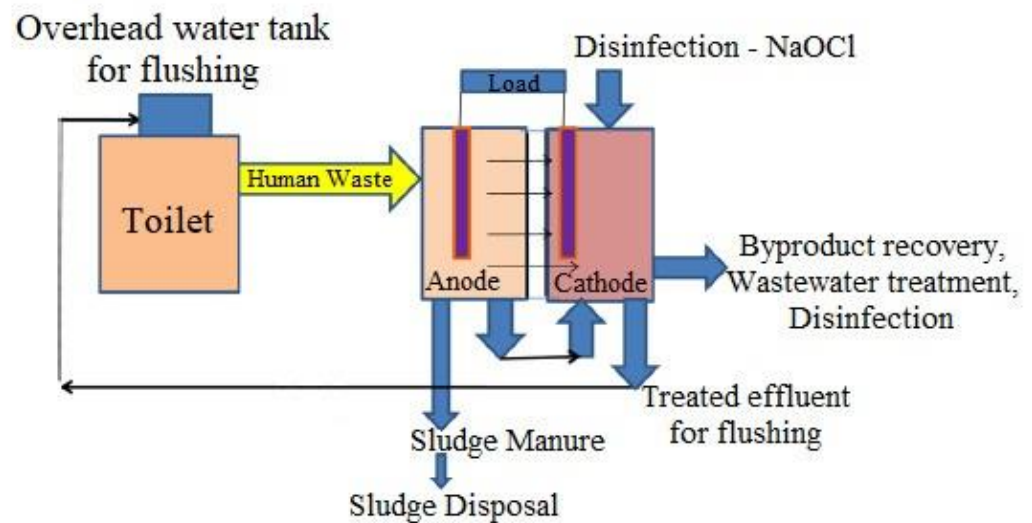 Overhead water tank
for flushing
Disinfection - NaOCl
Load
Human Waste
Toilet
Anode
Cathode
Byproduct recovery,
Wastewater treatment,
Disinfection
Treated effluent
for flushing
Sludge Manure
Sludge Disposal